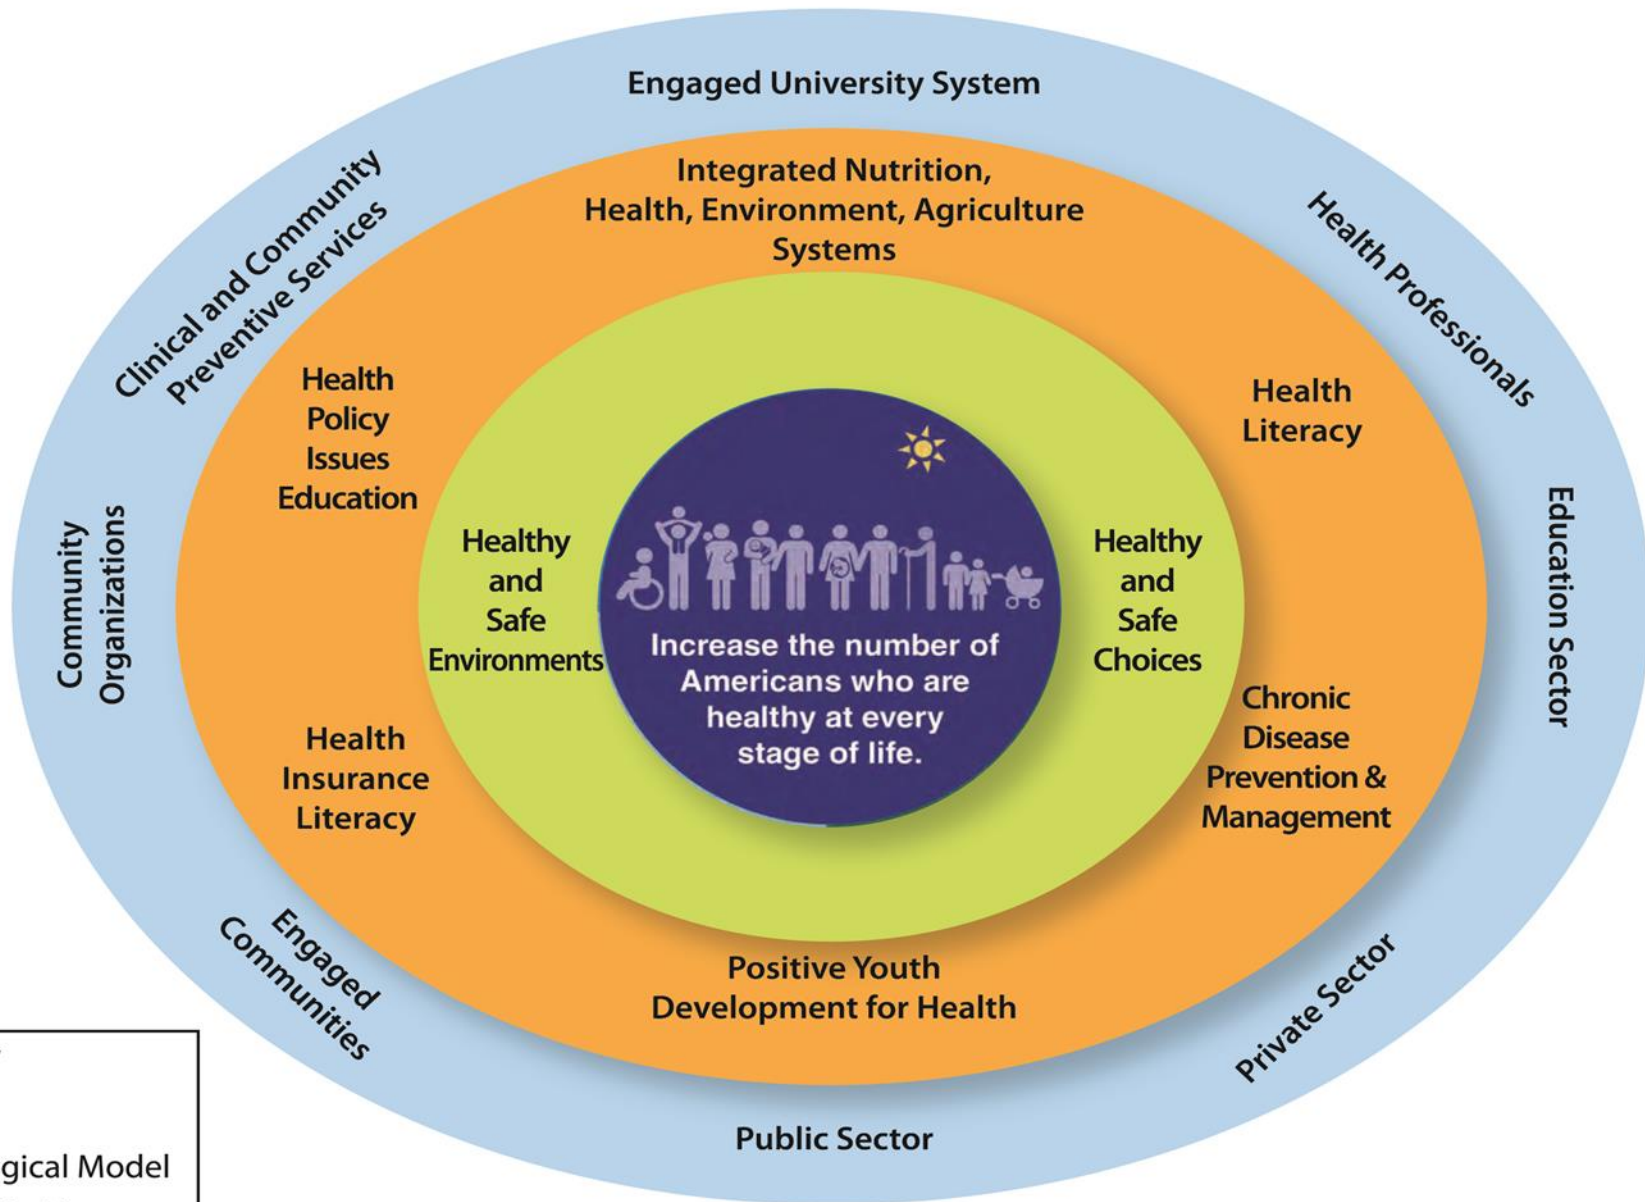 Engaged University System
Clinical and Community
Preventive Services
Health Professionals
Integrated Nutrition,
Health, Environment, Agriculture
Systems
Health
Policy
Issues
Education
Health
Literacy
Community
Organizations
Education Sector
Healthy
and
Safe
Environments
Increase the number of
Americans who are
healthy at every
stage of life.
Healthy
and
Safe
Choices
Health
Insurance
Literacy
Chronic
Disease
Prevention &
Management
Positive Youth
Development for Health
Engaged
Communities
Private Sector
Public Sector
Model